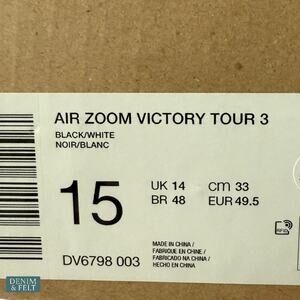 AIR ZOOM VICTORY TOUR 3
BLACK/WHITE
NOIR/BLANC
15
UK 14
cm 33
BR 48
EUR 49.5
MADE IN CHINA /
FABRIQUE EN CHINE /
FABRICADO NA CHINA /
HECHO EN CHINA
DV6798 003
RFID
DENIM
& FELT